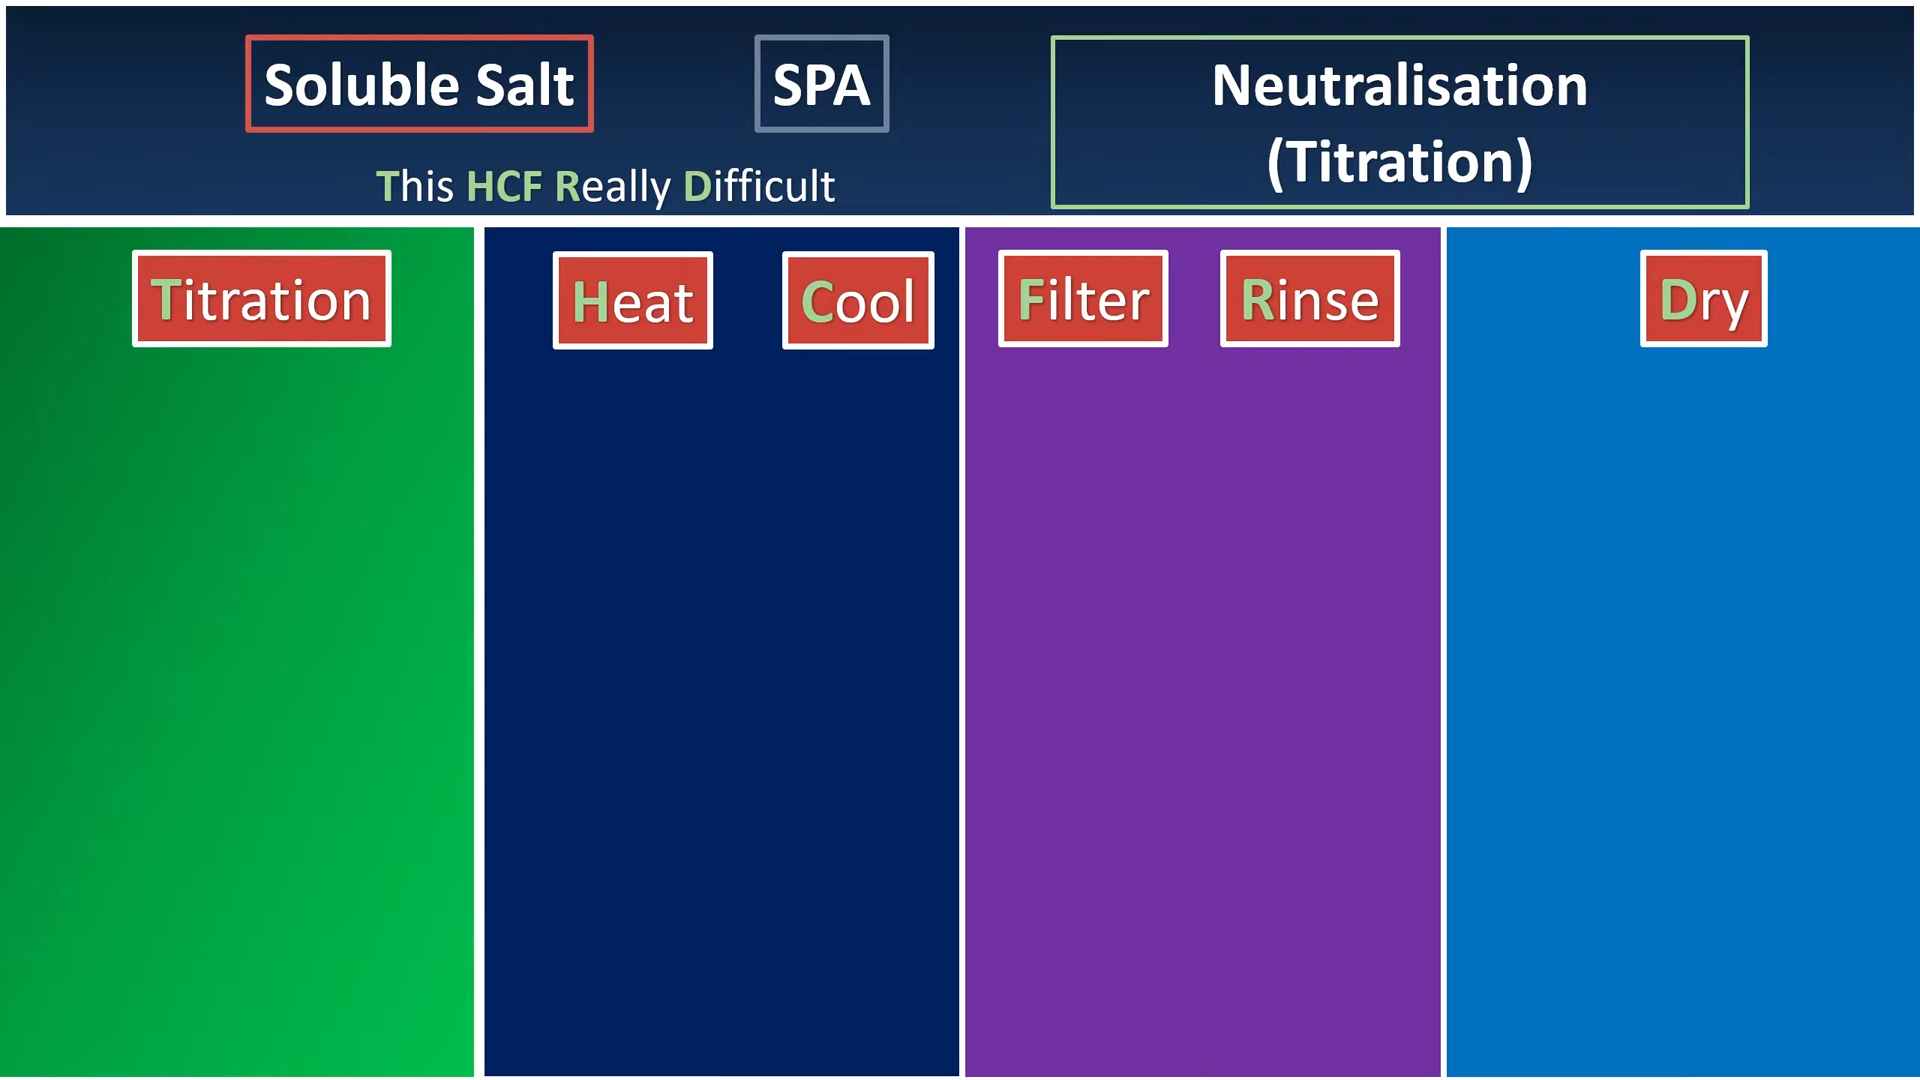 Soluble Salt
SPA
Neutralisation
(Titration)
This HCF Really Difficult
Titration
Heat
Cool
Filter
Rinse
Dry